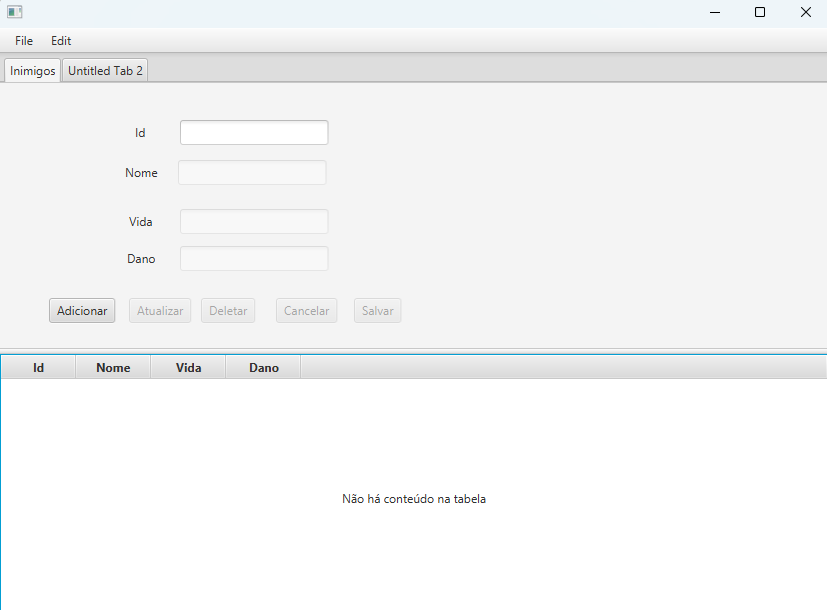 File Edit
Inimigos Untitled Tab 2
Id
Nome
Vida
Dano
Adicionar Atualizar Deletar Cancelar Salvar
Id Nome Vida Dano
Não há conteúdo na tabela